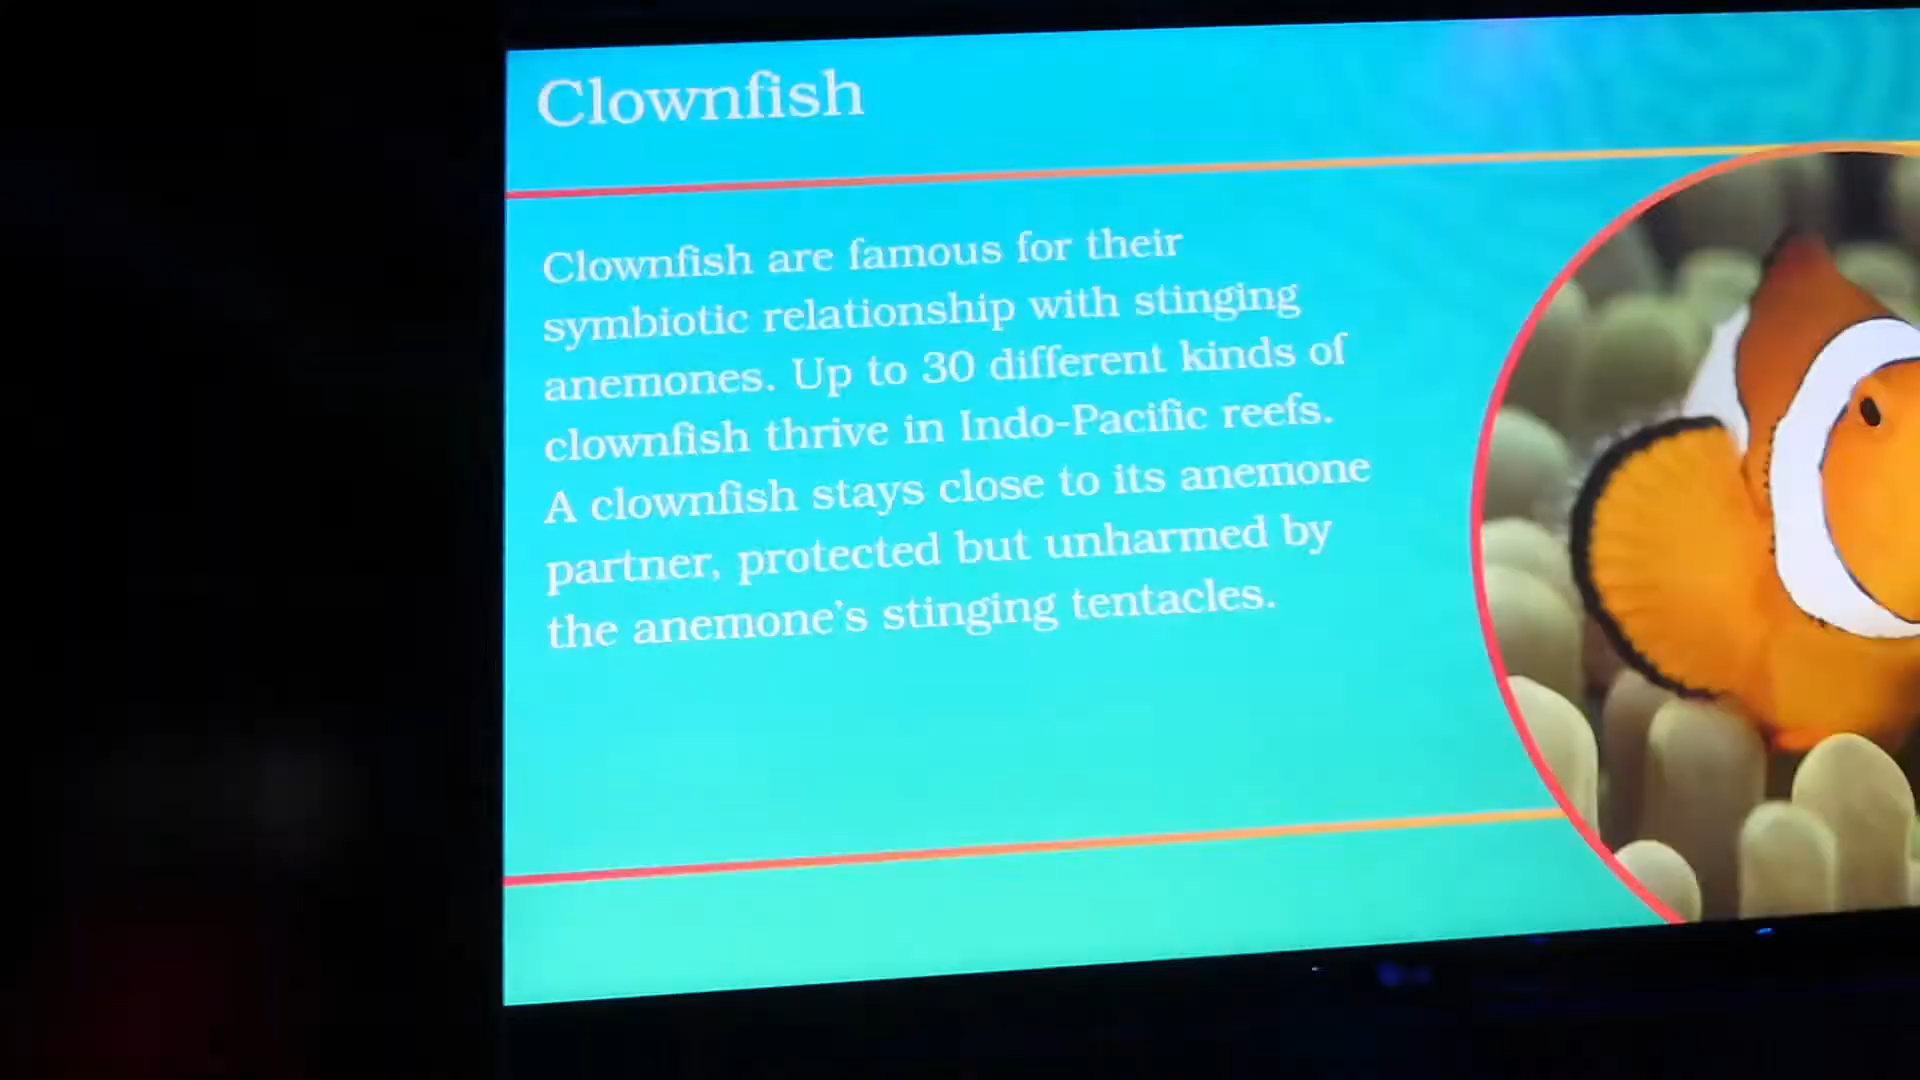 Clownfish
Clownfish are famous for their
symbiotic relationship with stinging
anemones. Up to 30 different kinds of
clownfish thrive in Indo-Pacific reefs.
A clownfish stays close to its anemone
partner, protected but unharmed by
the anemone's stinging tentacles.